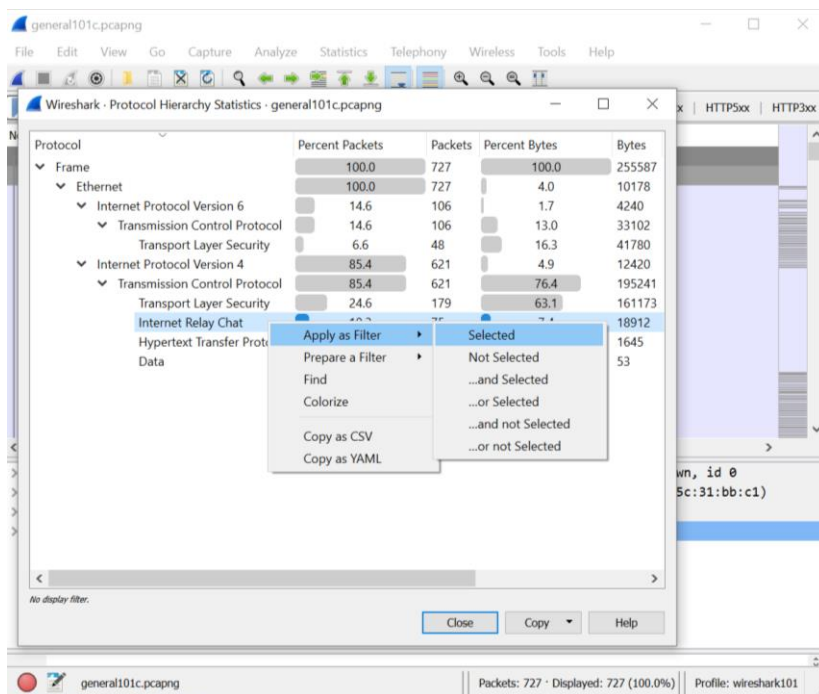 general101c.pcapng
File Edit View Go Capture Analyze Statistics Telephony Wireless Tools Help
Wireshark · Protocol Hierarchy Statistics · general101c.pcapng
x | HTTP5xx | HTTP3xx
Protocol Percent Packets Packets Percent Bytes Bytes
Frame 100.0 727 100.0 255587
Ethernet 100.0 727 4.0 10178
Internet Protocol Version 6 14.6 106 1.7 4240
Transmission Control Protocol 14.6 106 13.0 33102
Transport Layer Security 6.6 48 16.3 41780
Internet Protocol Version 4 85.4 621 4.9 12420
Transmission Control Protocol 85.4 621 76.4 195241
Transport Layer Security 24.6 179 63.1 161173
Internet Relay Chat 18912
Hypertext Transfer Proto 1645
Data 53
Apply as Filter
Prepare a Filter
Find
Colorize
Copy as CSV
Copy as YAML
Selected
Not Selected
...and Selected
...or Selected
...and not Selected
...or not Selected
wn, id 0
5c:31:bb:c1)
No display filter.
Close Copy Help
general101c.pcapng Packets: 727 · Displayed: 727 (100.0%) Profile: wireshark101